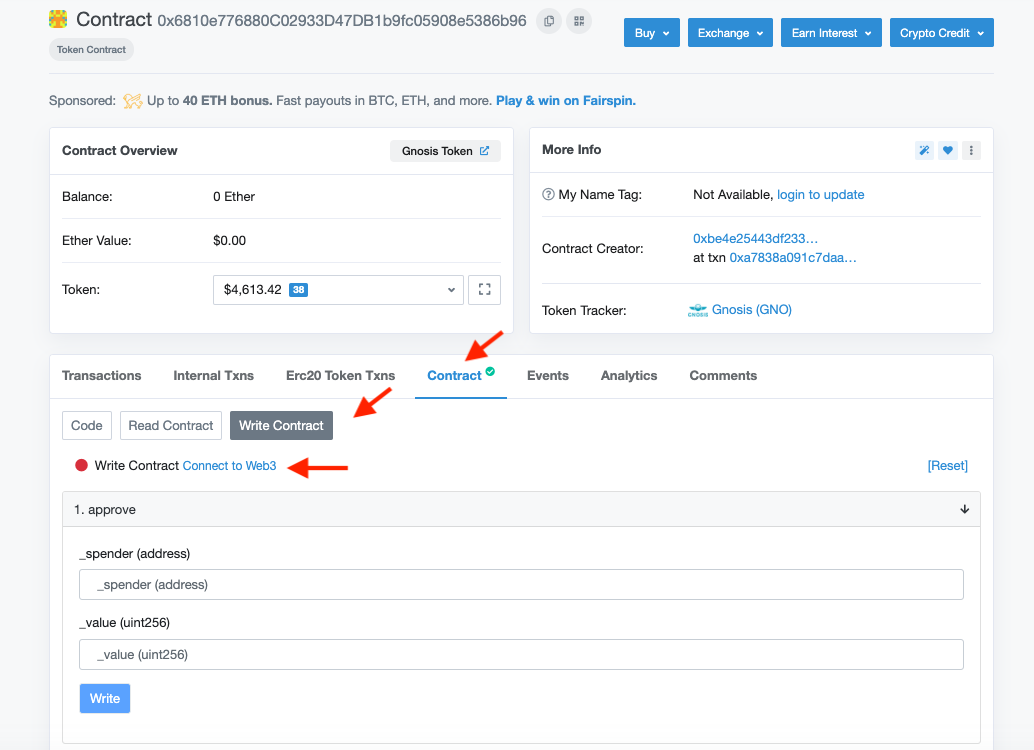 Contract 0x6810e776880C02933D47DB1b9fc05908e5386b96
Buy Exchange Earn Interest Crypto Credit
Token Contract
Sponsored: Up to 40 ETH bonus. Fast payouts in BTC, ETH, and more. Play & win on Fairspin.
Contract Overview
Gnosis Token
Balance: 0 Ether
Ether Value: $0.00
Token: $4,613.42 38
More Info
My Name Tag: Not Available, login to update
Contract Creator: 0xbe4e25443df233…
at txn 0xa7838a091c7daa…
Token Tracker: GNOSIS Gnosis (GNO)
Transactions Internal Txns Erc20 Token Txns Contract Events Analytics Comments
Code Read Contract Write Contract
Write Contract Connect to Web3 [Reset]
1. approve
_spender (address)
_spender (address)
_value (uint256)
_value (uint256)
Write